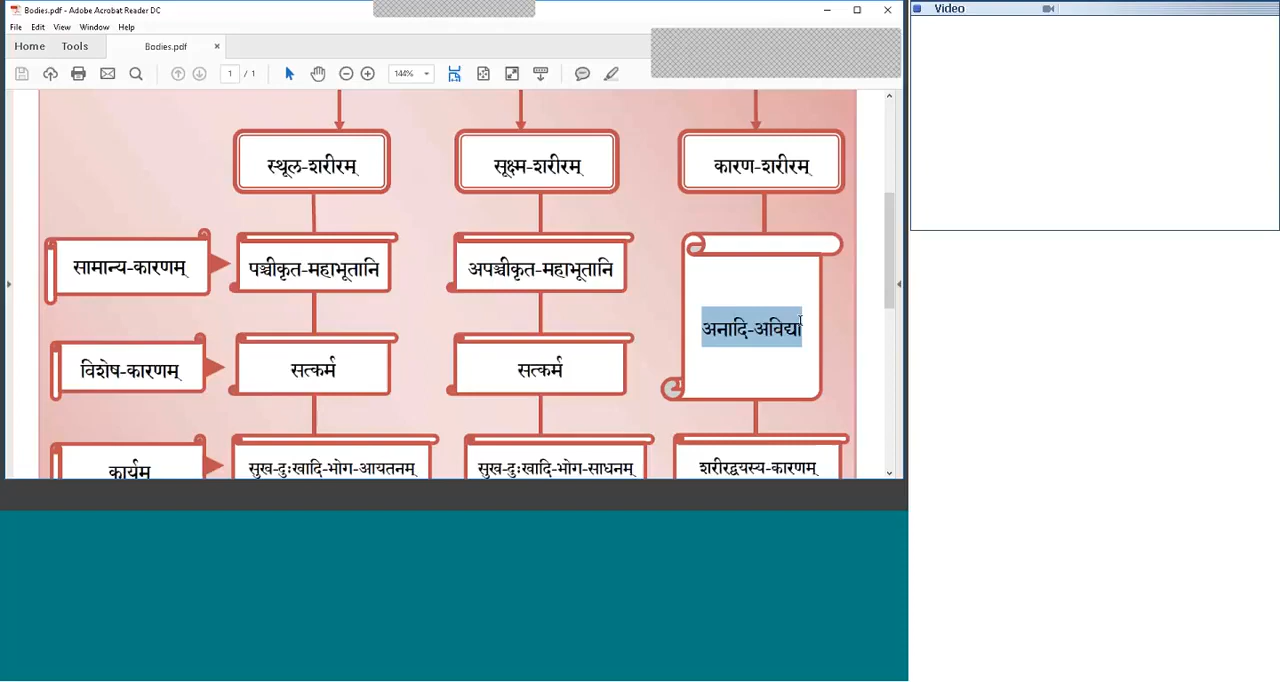 Bodies.pdf - Adobe Acrobat Reader DC
File Edit View Window Help
Home Tools Bodies.pdf ×
1 / 1 144%
Video
स्थूल-शरीरम् सूक्ष्म-शरीरम् कारण-शरीरम्
सामान्य-कारणम् पञ्चीकृत-महाभूतानि अपञ्चीकृत-महाभूतानि
अनादि-अविद्या
विशेष-कारणम् सत्कर्म सत्कर्म
कार्यम् सुख-दुःखादि-भोग-आयतनम् सुख-दुःखादि-भोग-साधनम् शरीरद्वयस्य-कारणम्